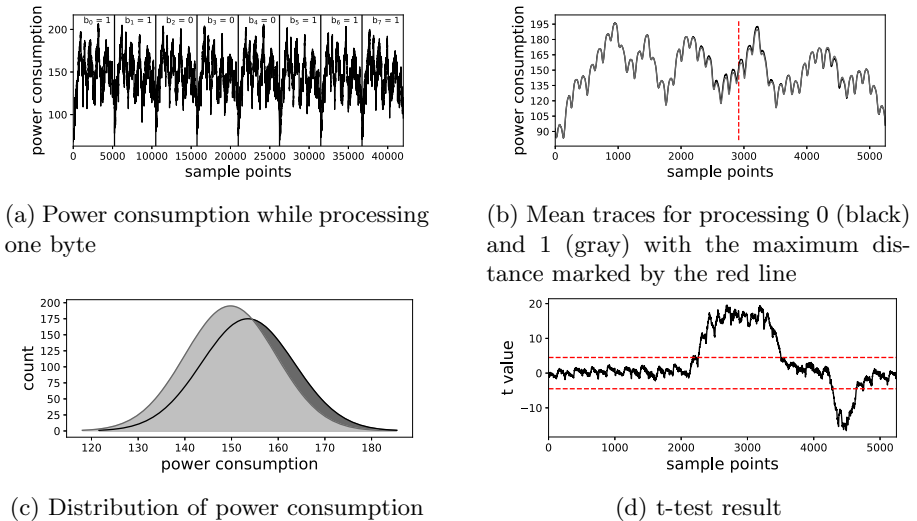 b₀ = 1 b₁ = 1 b₂ = 0 b₃ = 0 b₄ = 0 b₅ = 1 b₆ = 1 b₇ = 1
200
150
100
power consumption
0 5000 10000 15000 20000 25000 30000 35000 40000
sample points
(a) Power consumption while processing
one byte
195
180
165
150
135
120
105
90
power consumption
0 1000 2000 3000 4000 5000
sample points
(b) Mean traces for processing 0 (black)
and 1 (gray) with the maximum dis-
tance marked by the red line
200
175
150
125
100
75
50
25
0
count
120 130 140 150 160 170 180
power consumption
(c) Distribution of power consumption
20
10
0
−10
t value
0 1000 2000 3000 4000 5000
sample points
(d) t-test result